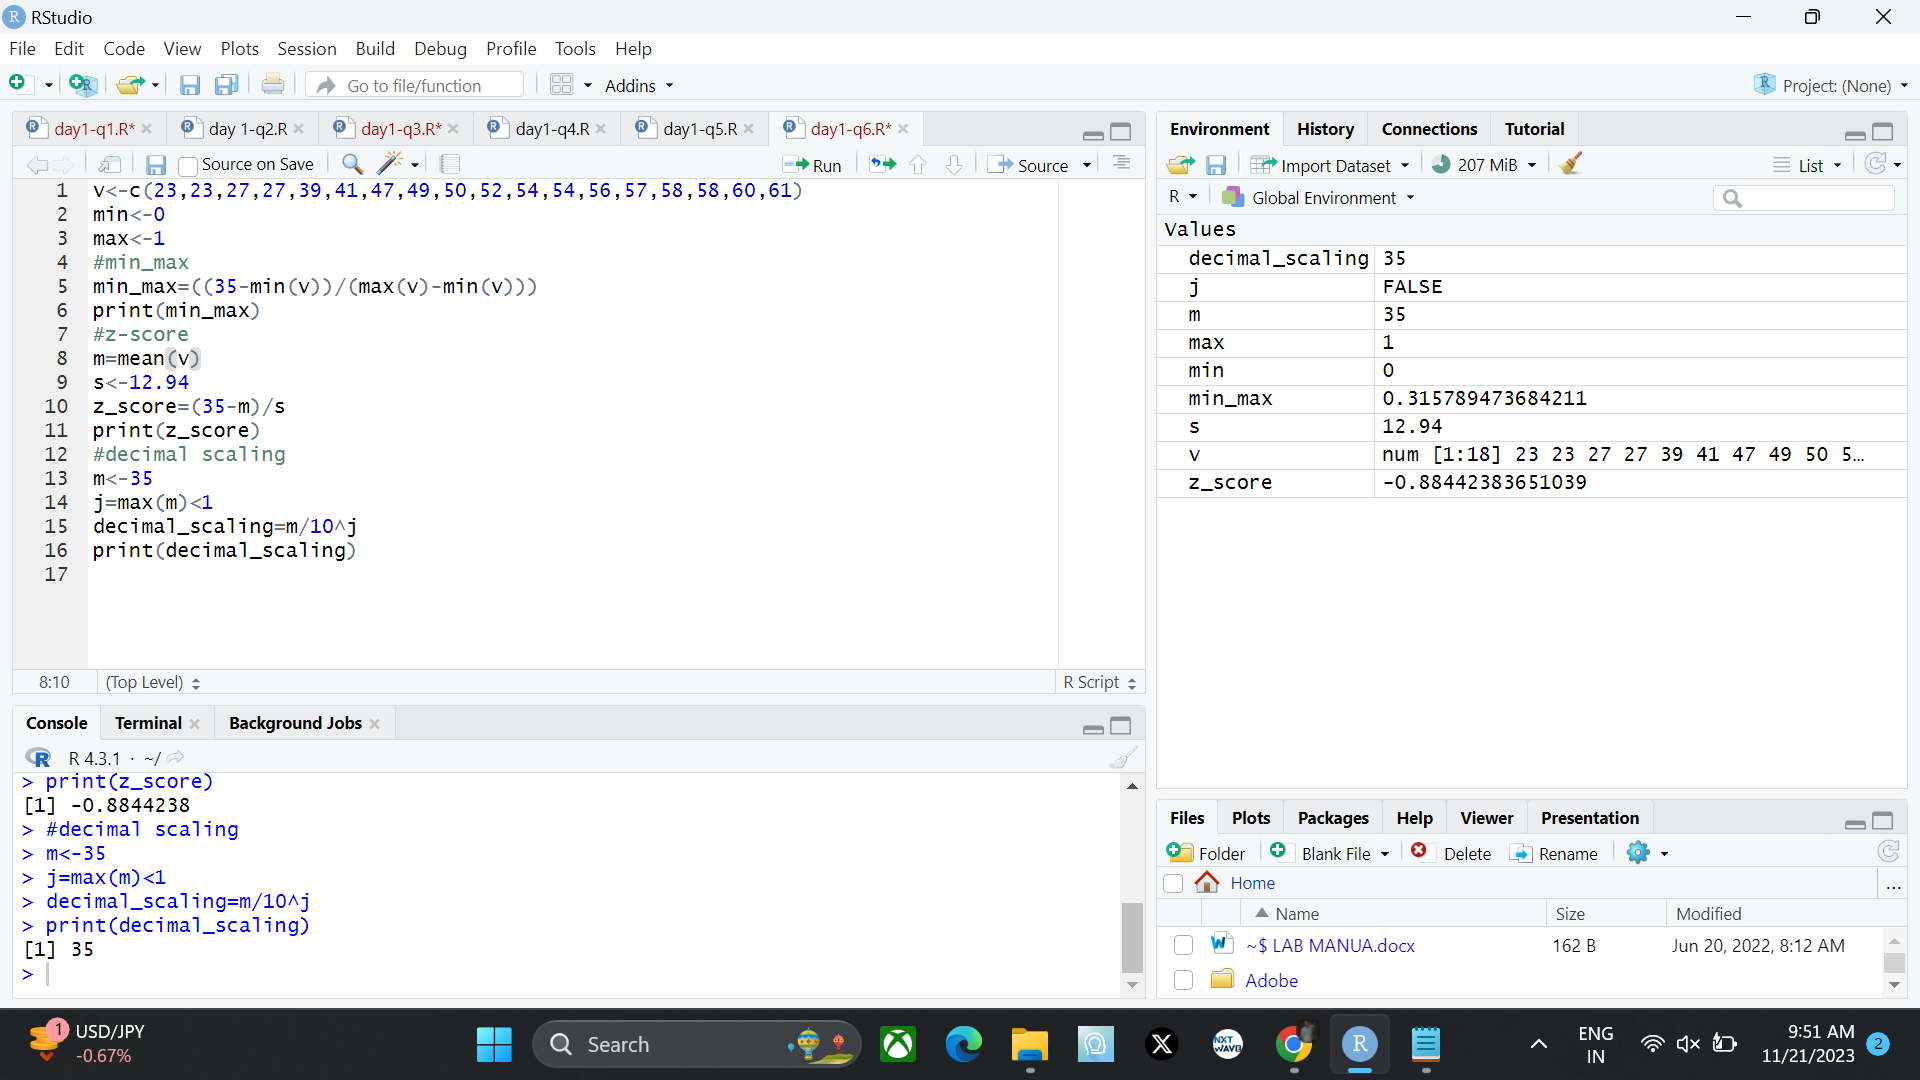 RStudio
File Edit Code View Plots Session Build Debug Profile Tools Help
Go to file/function Addins Project: (None)
day1-q1.R* day 1-q2.R day1-q3.R* day1-q4.R day1-q5.R day1-q6.R*
Source on Save Run Source
1 v<-c(23,23,27,27,39,41,47,49,50,52,54,54,56,57,58,58,60,61)
2 min<-0
3 max<-1
4 #min_max
5 min_max=((35-min(v))/(max(v)-min(v)))
6 print(min_max)
7 #z-score
8 m=mean(v)
9 s<-12.94
10 z_score=(35-m)/s
11 print(z_score)
12 #decimal scaling
13 m<-35
14 j=max(m)<1
15 decimal_scaling=m/10^j
16 print(decimal_scaling)
17
8:10 (Top Level) R Script
Console Terminal Background Jobs
R 4.3.1 · ~/
> print(z_score)
[1] -0.8844238
> #decimal scaling
> m<-35
> j=max(m)<1
> decimal_scaling=m/10^j
> print(decimal_scaling)
[1] 35
>
Environment History Connections Tutorial
Import Dataset 207 MiB List
R Global Environment
Values
decimal_scaling 35
j FALSE
m 35
max 1
min 0
min_max 0.315789473684211
s 12.94
v num [1:18] 23 23 27 27 39 41 47 49 50 5…
z_score -0.88442383651039
Files Plots Packages Help Viewer Presentation
Folder Blank File Delete Rename
Home ...
Name Size Modified
~$ LAB MANUA.docx 162 B Jun 20, 2022, 8:12 AM
Adobe
1 USD/JPY
-0.67%
Search
NXT
WAVE
ENG
IN
9:51 AM
11/21/2023
2